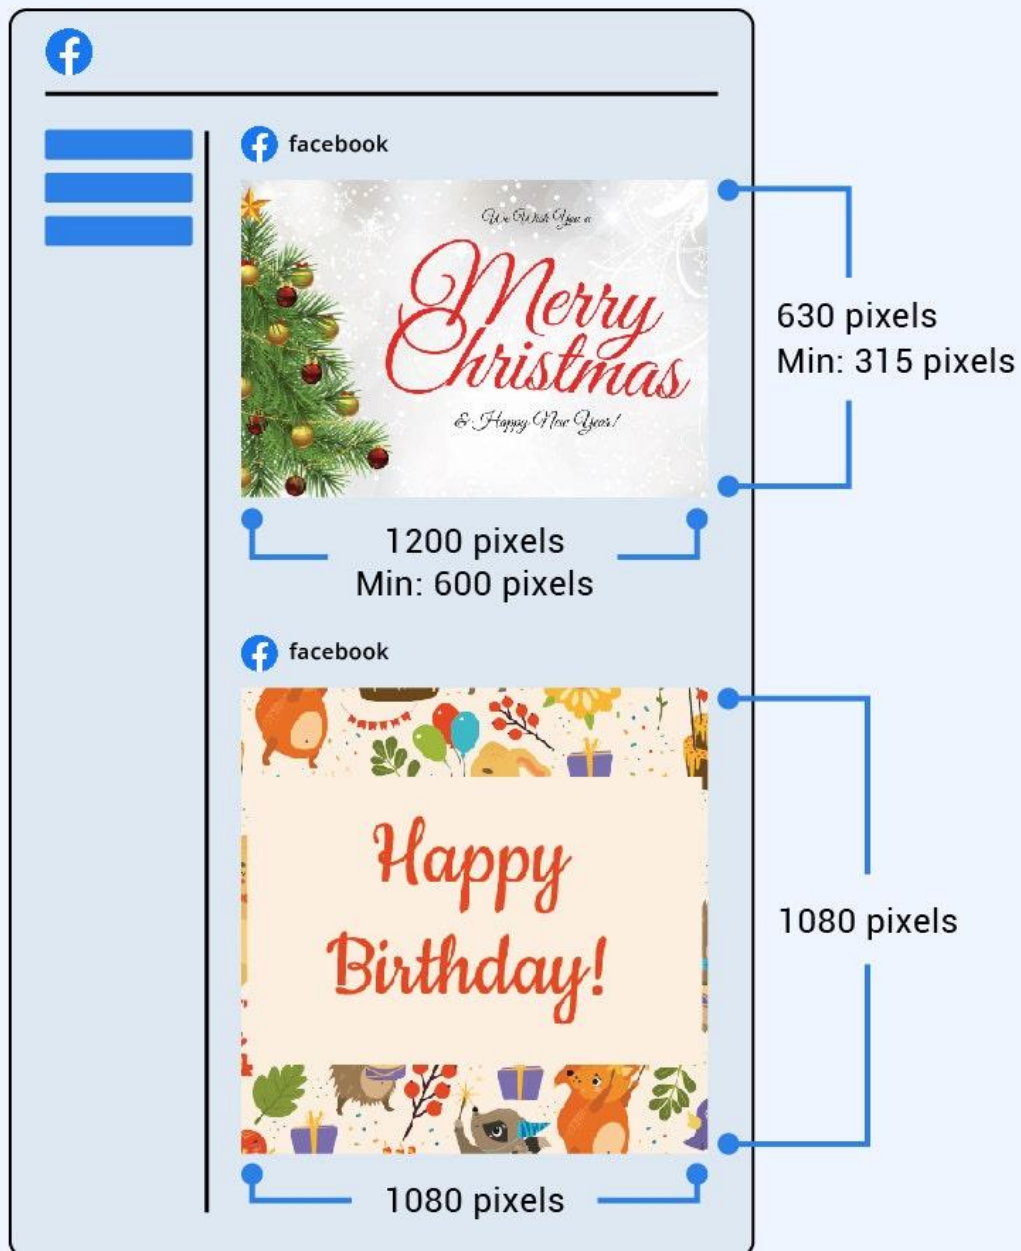 facebook
We Wish You a
Merry
Christmas
& Happy New Year!
630 pixels
Min: 315 pixels
1200 pixels
Min: 600 pixels
facebook
Happy
Birthday!
1080 pixels
1080 pixels